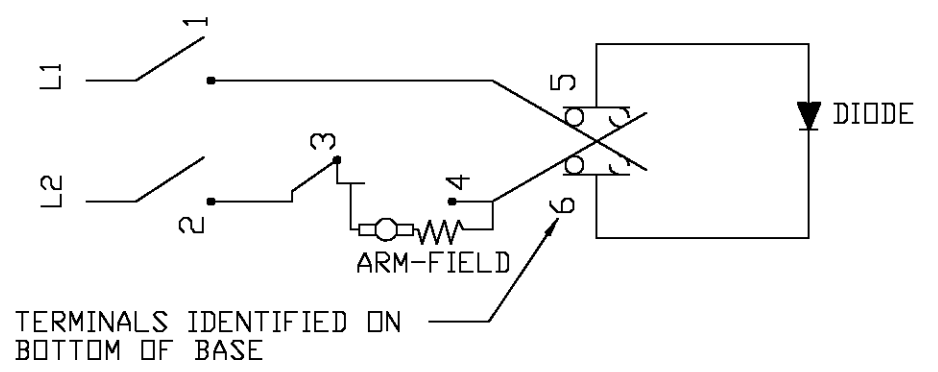 L1
1
5
DIODE
3
L2
4
2
6
ARM-FIELD
TERMINALS IDENTIFIED ON
BOTTOM OF BASE